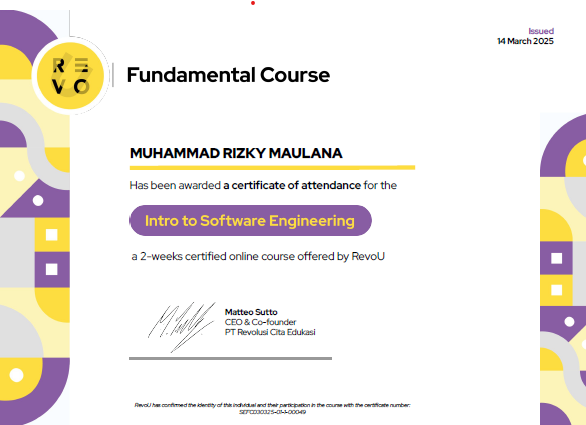 Issued
14 March 2025
RE
VO
Fundamental Course
MUHAMMAD RIZKY MAULANA
Has been awarded a certificate of attendance for the
Intro to Software Engineering
a 2-weeks certified online course offered by RevoU
Matteo Sutto
CEO & Co-founder
PT Revolusi Cita Edukasi
RevoU has confirmed the identity of this individual and their participation in the course with the certificate number: